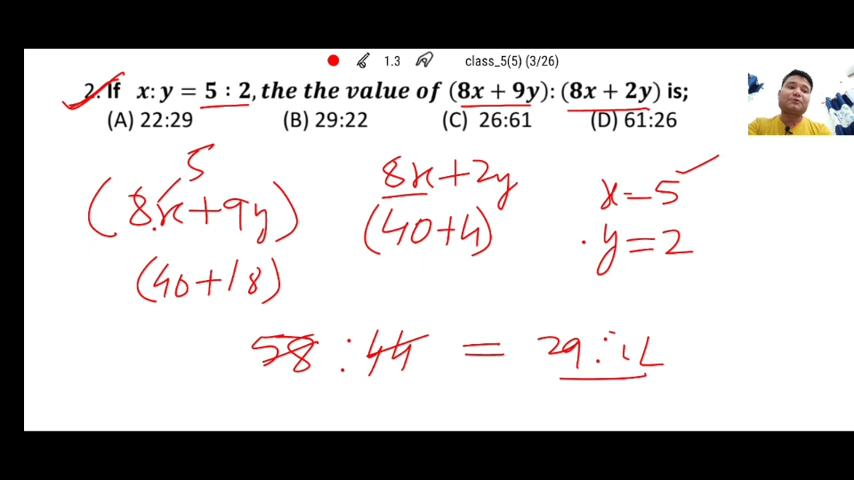 1.3 class_5(5) (3/26)
2. If x: y = 5 : 2, the the value of (8x + 9y): (8x + 2y) is;
(A) 22:29 (B) 29:22 (C) 26:61 (D) 61:26
5
(8x+9y) 8x+2y x=5
(40+18) (40+4) y=2
58 : 44 = 29 :